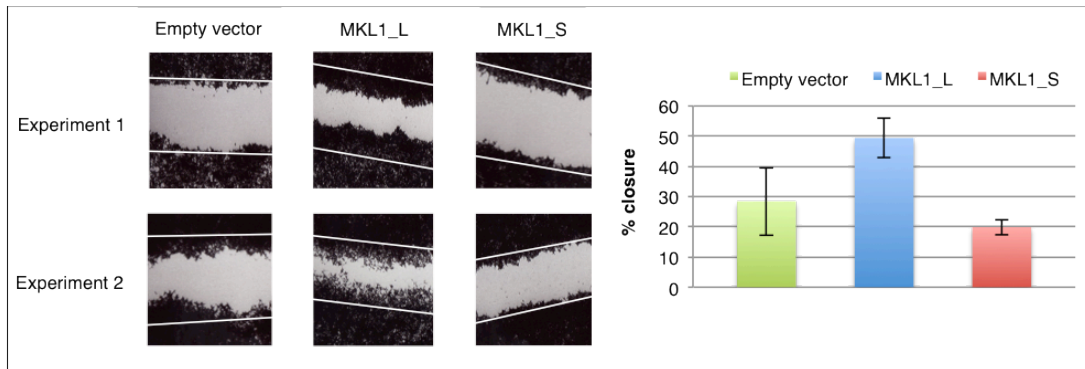 Empty vector MKL1_L MKL1_S
Experiment 1
Experiment 2
Empty vector MKL1_L MKL1_S
% closure
60
50
40
30
20
10
0